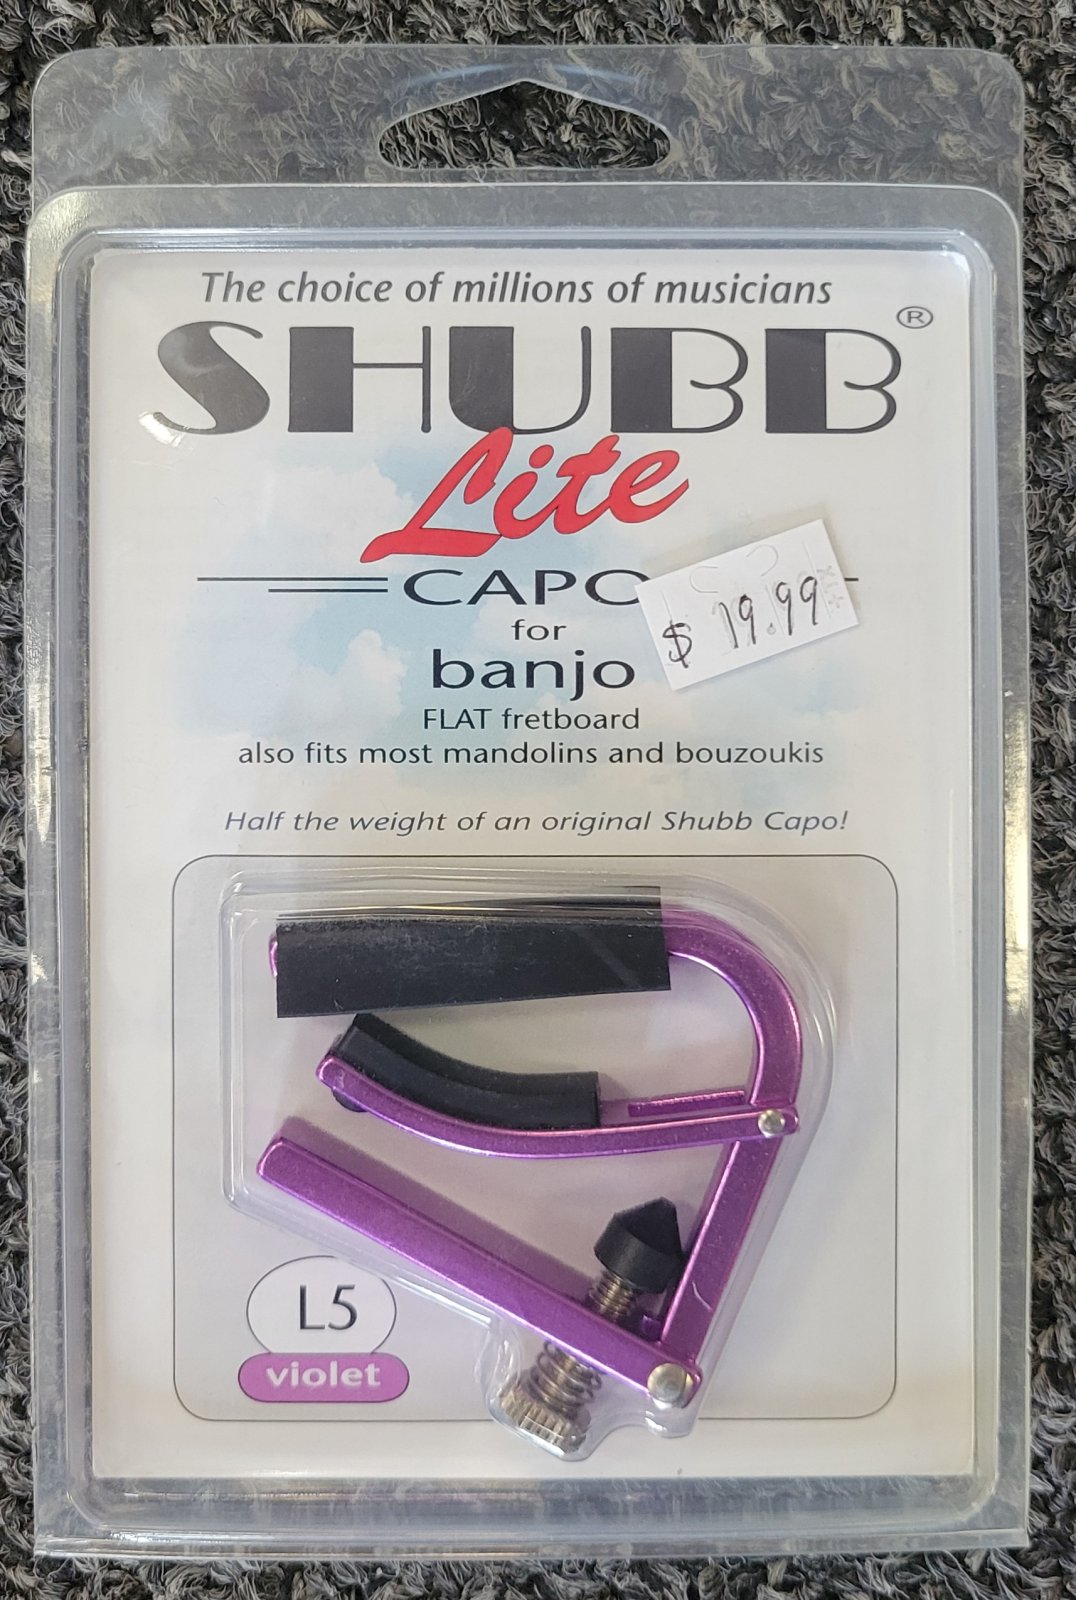 The choice of millions of musicians
SHUBB®
Lite
CAPO
$ 19.99
for
banjo
FLAT fretboard
also fits most mandolins and bouzoukis
Half the weight of an original Shubb Capo!
L5
violet